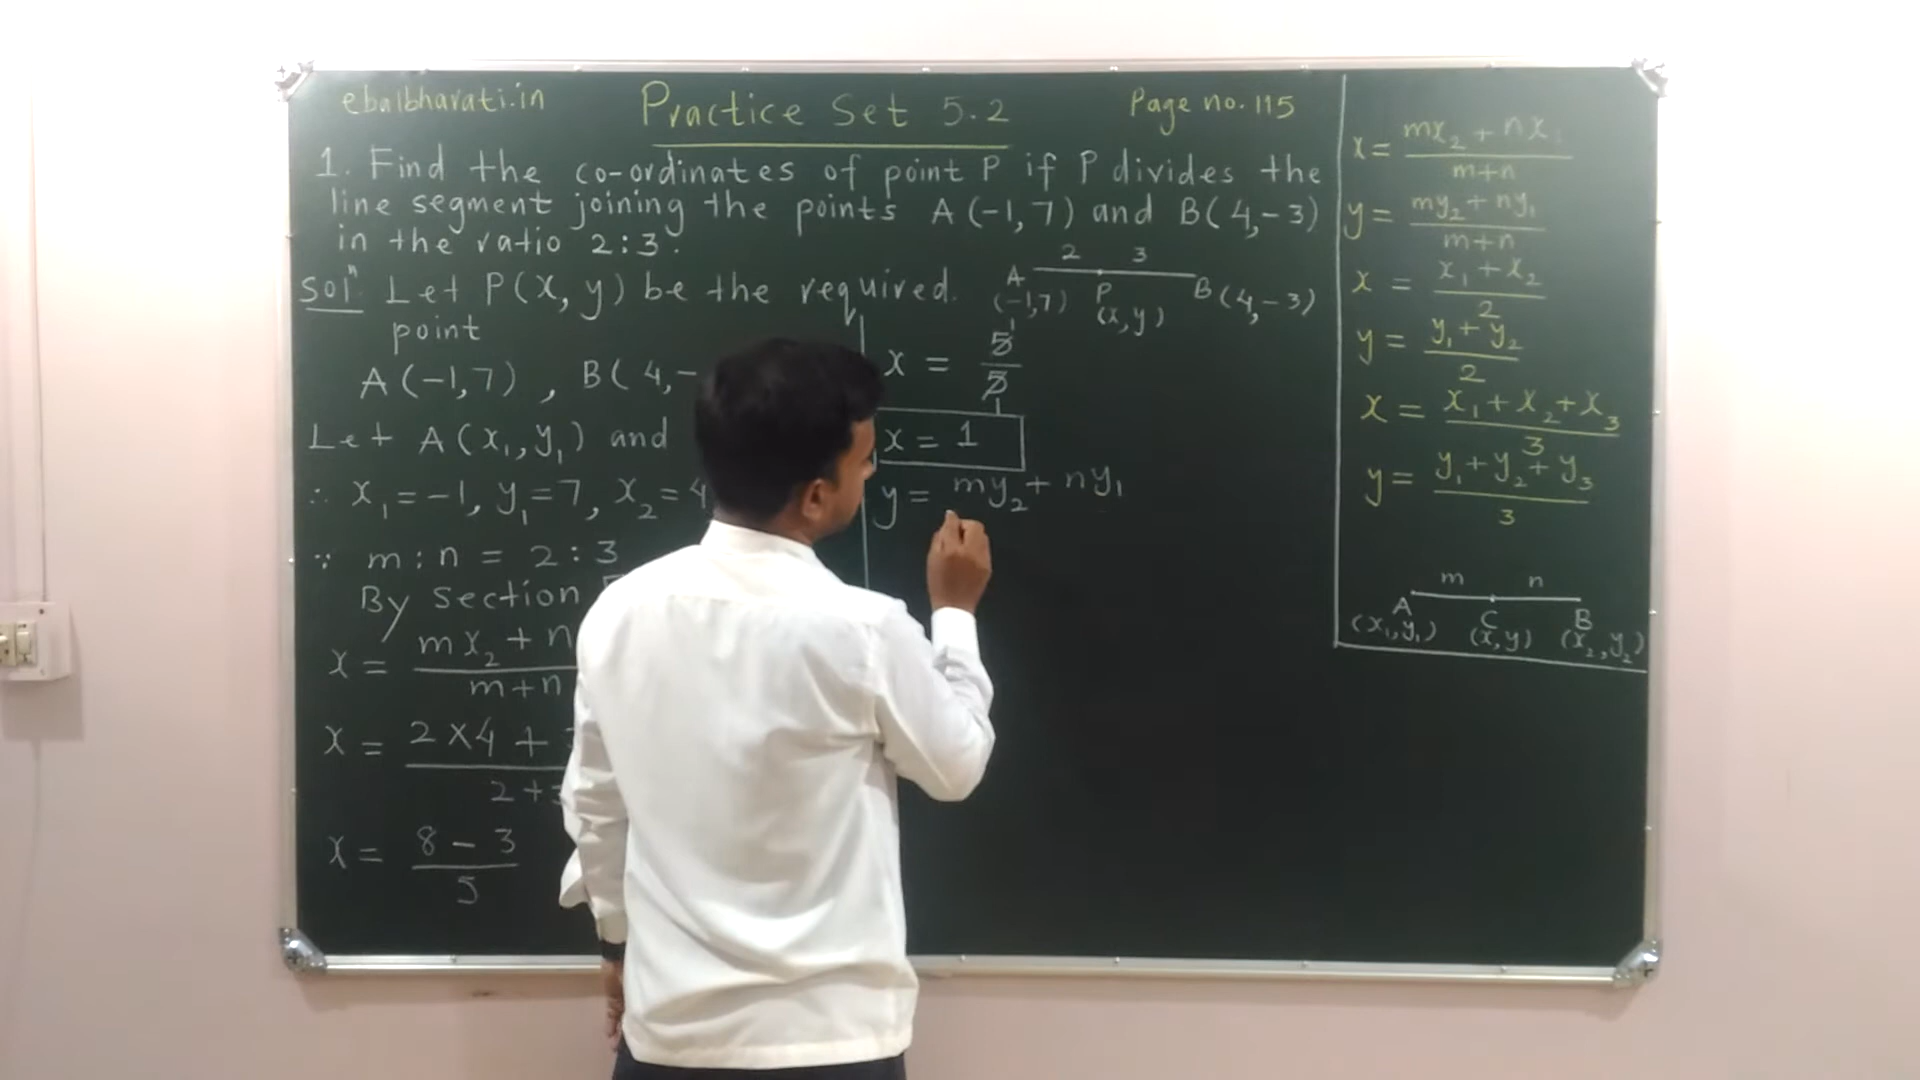 ebalbharati.in Practice Set 5.2 Page no. 115
1. Find the co-ordinates of point P if P divides the
line segment joining the points A(-1,7) and B(4,-3)
in the ratio 2:3.
Solⁿ Let P(x,y) be the required
point
A(-1,7), B(4,-
Let A(x₁,y₁) and
∴ x₁=-1, y₁=7, x₂=4
∵ m:n = 2:3
By Section
x = mx₂+n
m+n
x = 2×4+
2+3
x = 8-3
5
2 3
A P B(4,-3)
(-1,7) (x,y)
1
x = 5
5
1
x = 1
y = my₂+ny₁
x = mx₂+nx₁
m+n
y = my₂+ny₁
m+n
x = x₁+x₂
2
y = y₁+y₂
2
x = x₁+x₂+x₃
3
y = y₁+y₂+y₃
3
m n
A C B
(x₁,y₁) (x,y) (x₂,y₂)